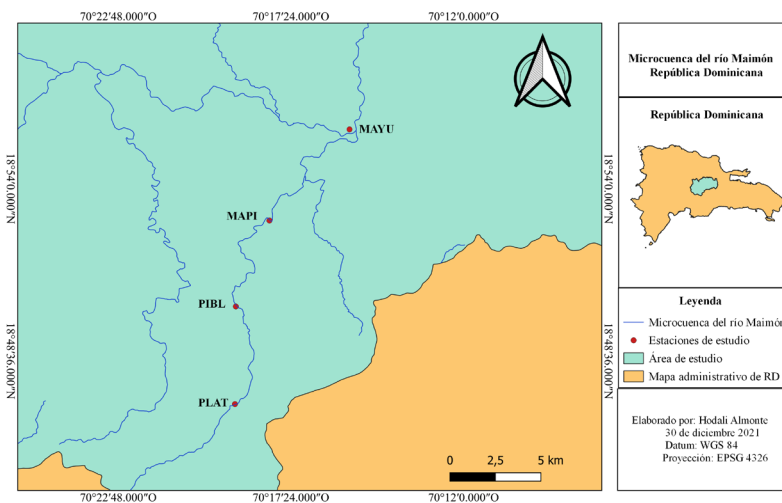 70°22'48.000"O
70°17'24.000"O
70°12'0.000"O
18°54'0.000"N
18°48'36.000"N
MAYU
MAPI
PIBL
PLAT
0 2,5 5 km
18°54'0.000"N
18°48'36.000"N
70°22'48.000"O
70°17'24.000"O
70°12'0.000"O
Microcuenca del río Maimón
República Dominicana
República Dominicana
Leyenda
Microcuenca del río Maimón
Estaciones de estudio
Área de estudio
Mapa administrativo de RD
Elaborado por: Hodali Almonte
30 de diciembre 2021
Datum: WGS 84
Proyección: EPSG 4326